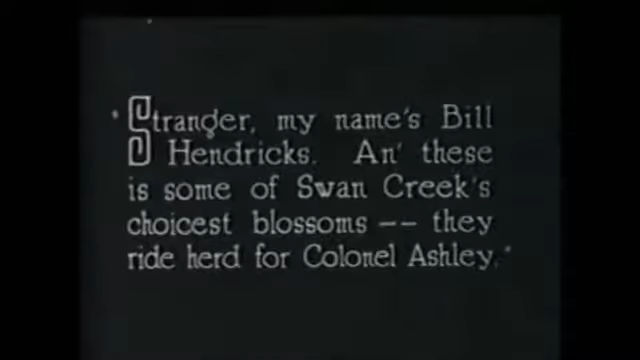 "Stranger, my name's Bill
Hendricks. An' these
is some of Swan Creek's
choicest blossoms -- they
ride herd for Colonel Ashley."